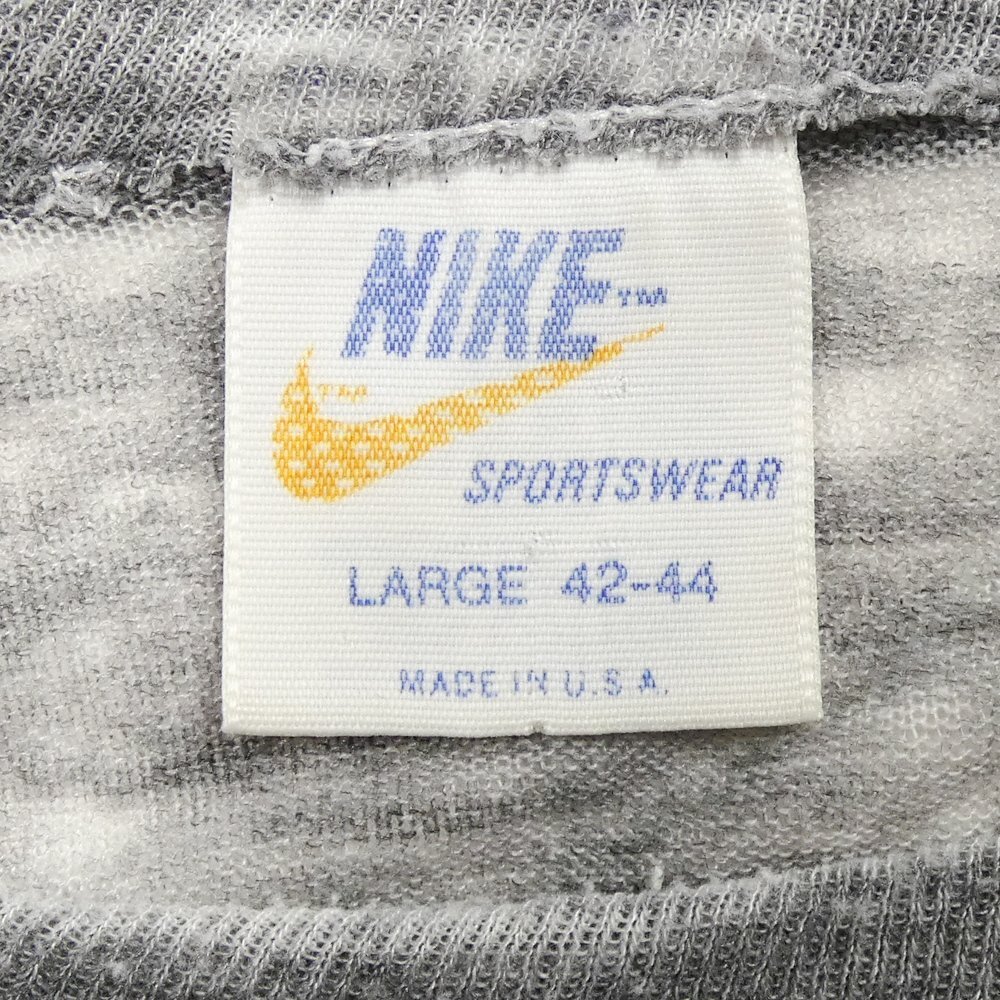 NIKE™
™
SPORTSWEAR
LARGE 42-44
MADE IN U.S.A.